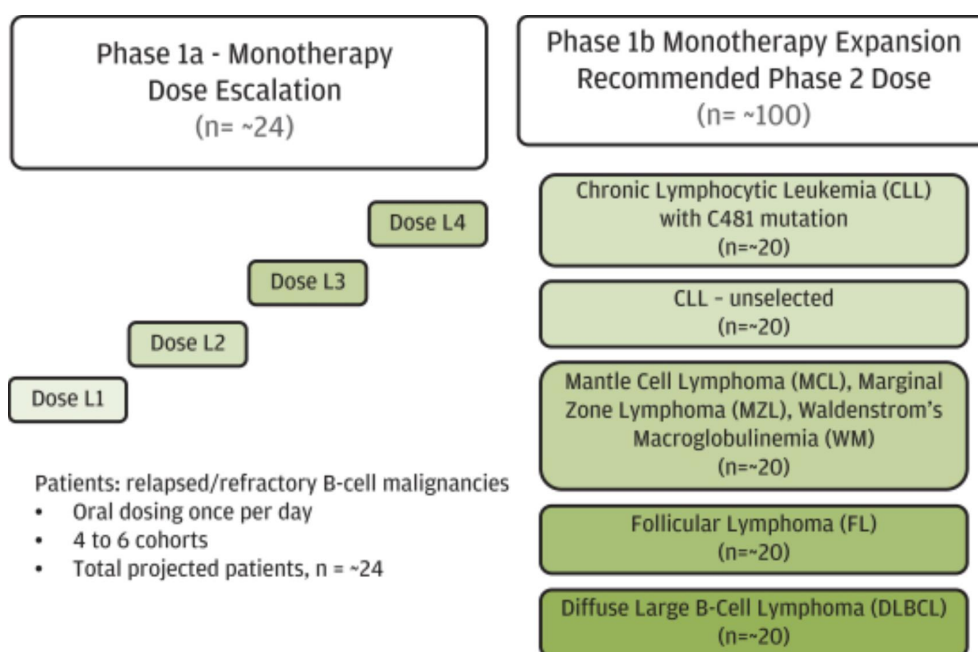 Phase 1a - Monotherapy
Dose Escalation
(n= ~24)
Dose L4
Dose L3
Dose L2
Dose L1
Patients: relapsed/refractory B-cell malignancies
• Oral dosing once per day
• 4 to 6 cohorts
• Total projected patients, n = ~24
Phase 1b Monotherapy Expansion
Recommended Phase 2 Dose
(n= ~100)
Chronic Lymphocytic Leukemia (CLL)
with C481 mutation
(n=~20)
CLL – unselected
(n=~20)
Mantle Cell Lymphoma (MCL), Marginal
Zone Lymphoma (MZL), Waldenstrom's
Macroglobulinemia (WM)
(n=~20)
Follicular Lymphoma (FL)
(n=~20)
Diffuse Large B-Cell Lymphoma (DLBCL)
(n=~20)